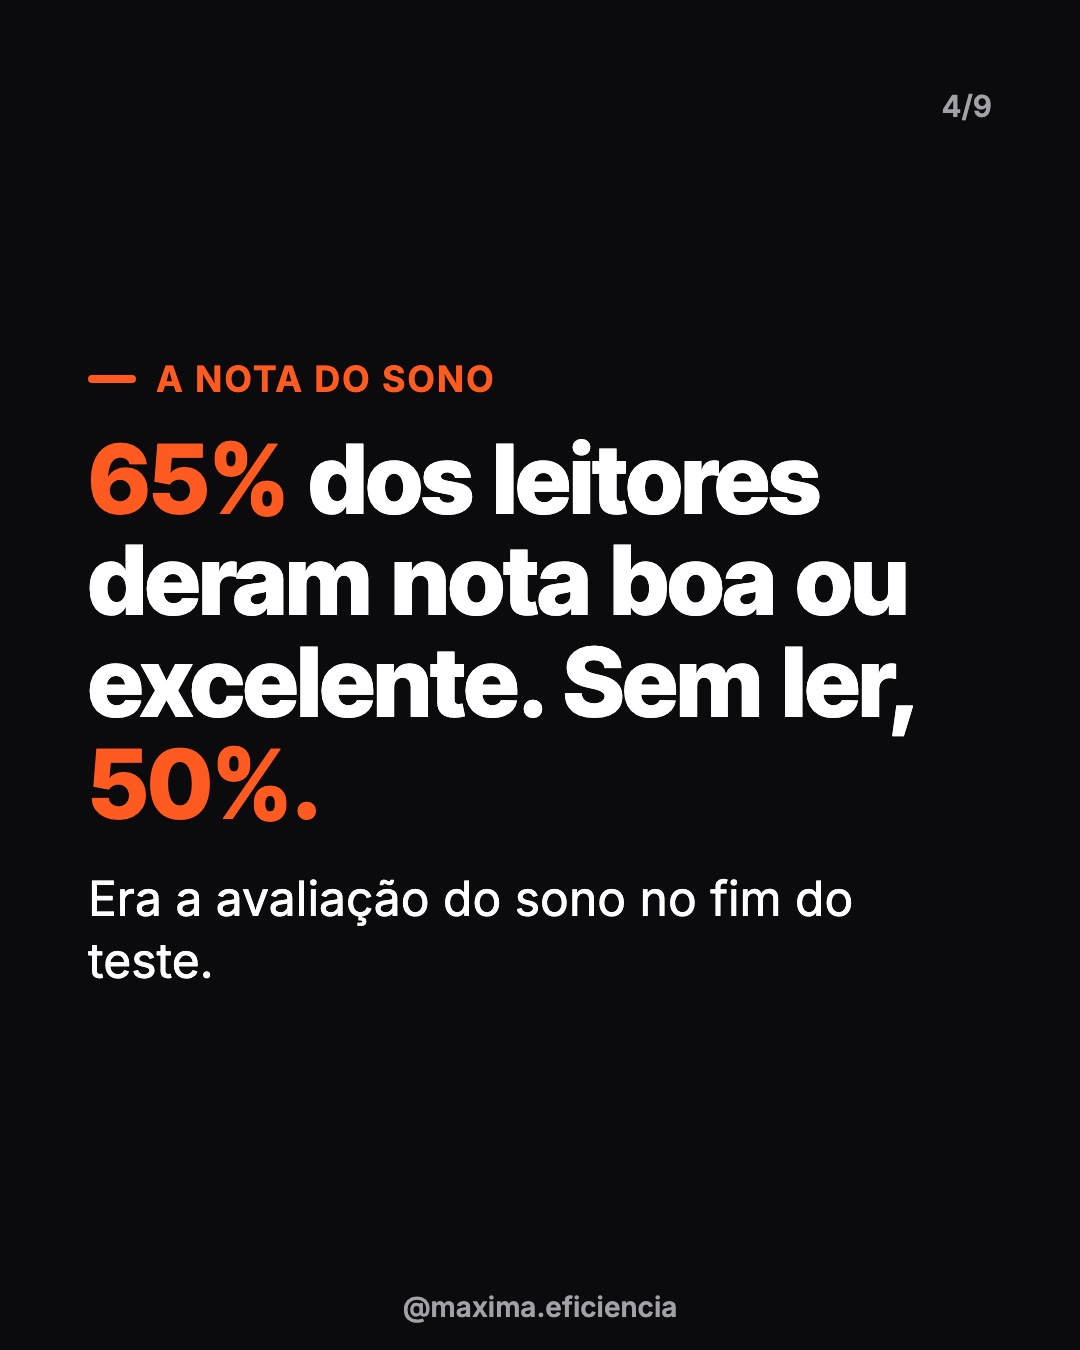 4/9
A NOTA DO SONO
65% dos leitores
deram nota boa ou
excelente. Sem ler,
50%.
Era a avaliação do sono no fim do
teste.
@maxima.eficiencia